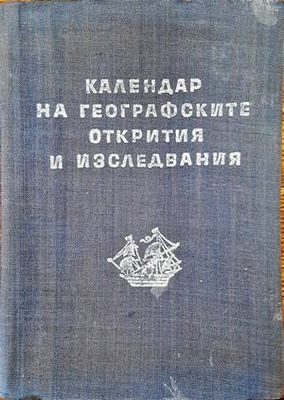 КАЛЕНДАР
НА ГЕОГРАФСКИТЕ
ОТКРИТИЯ
И ИЗСЛЕДВАНИЯ